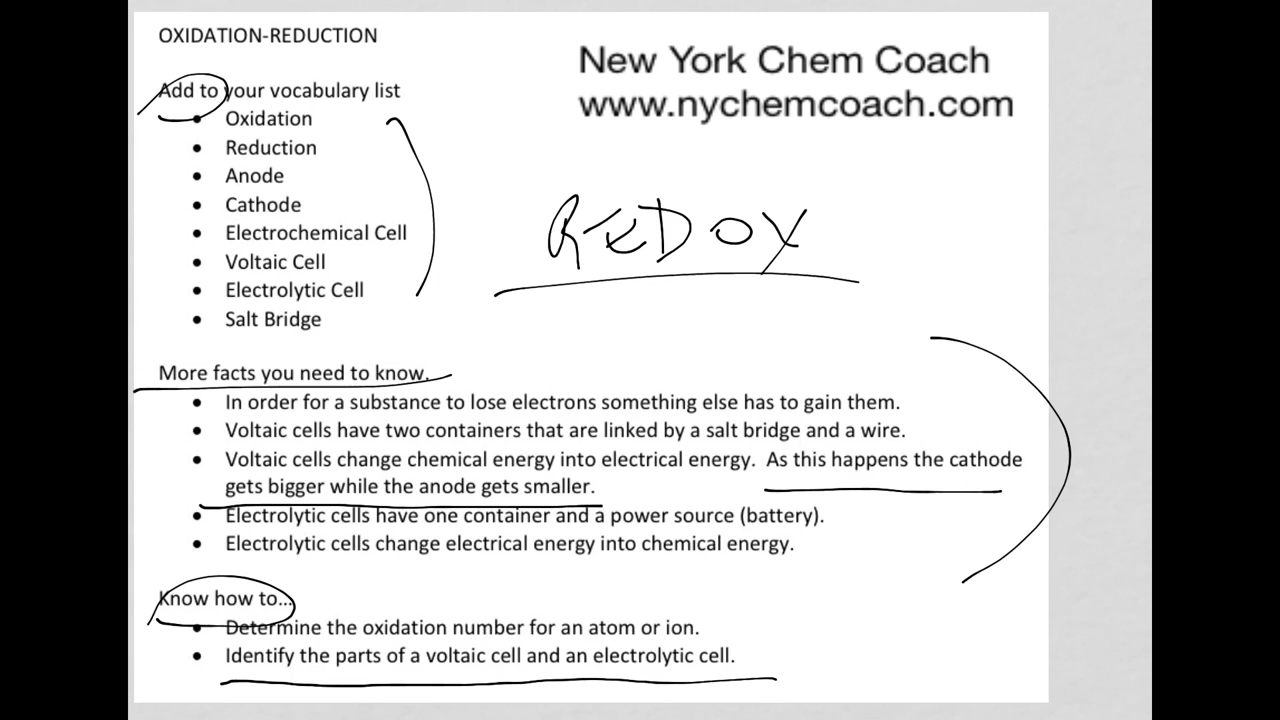 OXIDATION-REDUCTION
New York Chem Coach
www.nychemcoach.com
Add to your vocabulary list
• Oxidation
• Reduction
• Anode
• Cathode
• Electrochemical Cell
• Voltaic Cell
• Electrolytic Cell
• Salt Bridge
REDOX
More facts you need to know.
• In order for a substance to lose electrons something else has to gain them.
• Voltaic cells have two containers that are linked by a salt bridge and a wire.
• Voltaic cells change chemical energy into electrical energy. As this happens the cathode
gets bigger while the anode gets smaller.
• Electrolytic cells have one container and a power source (battery).
• Electrolytic cells change electrical energy into chemical energy.
Know how to...
• Determine the oxidation number for an atom or ion.
• Identify the parts of a voltaic cell and an electrolytic cell.